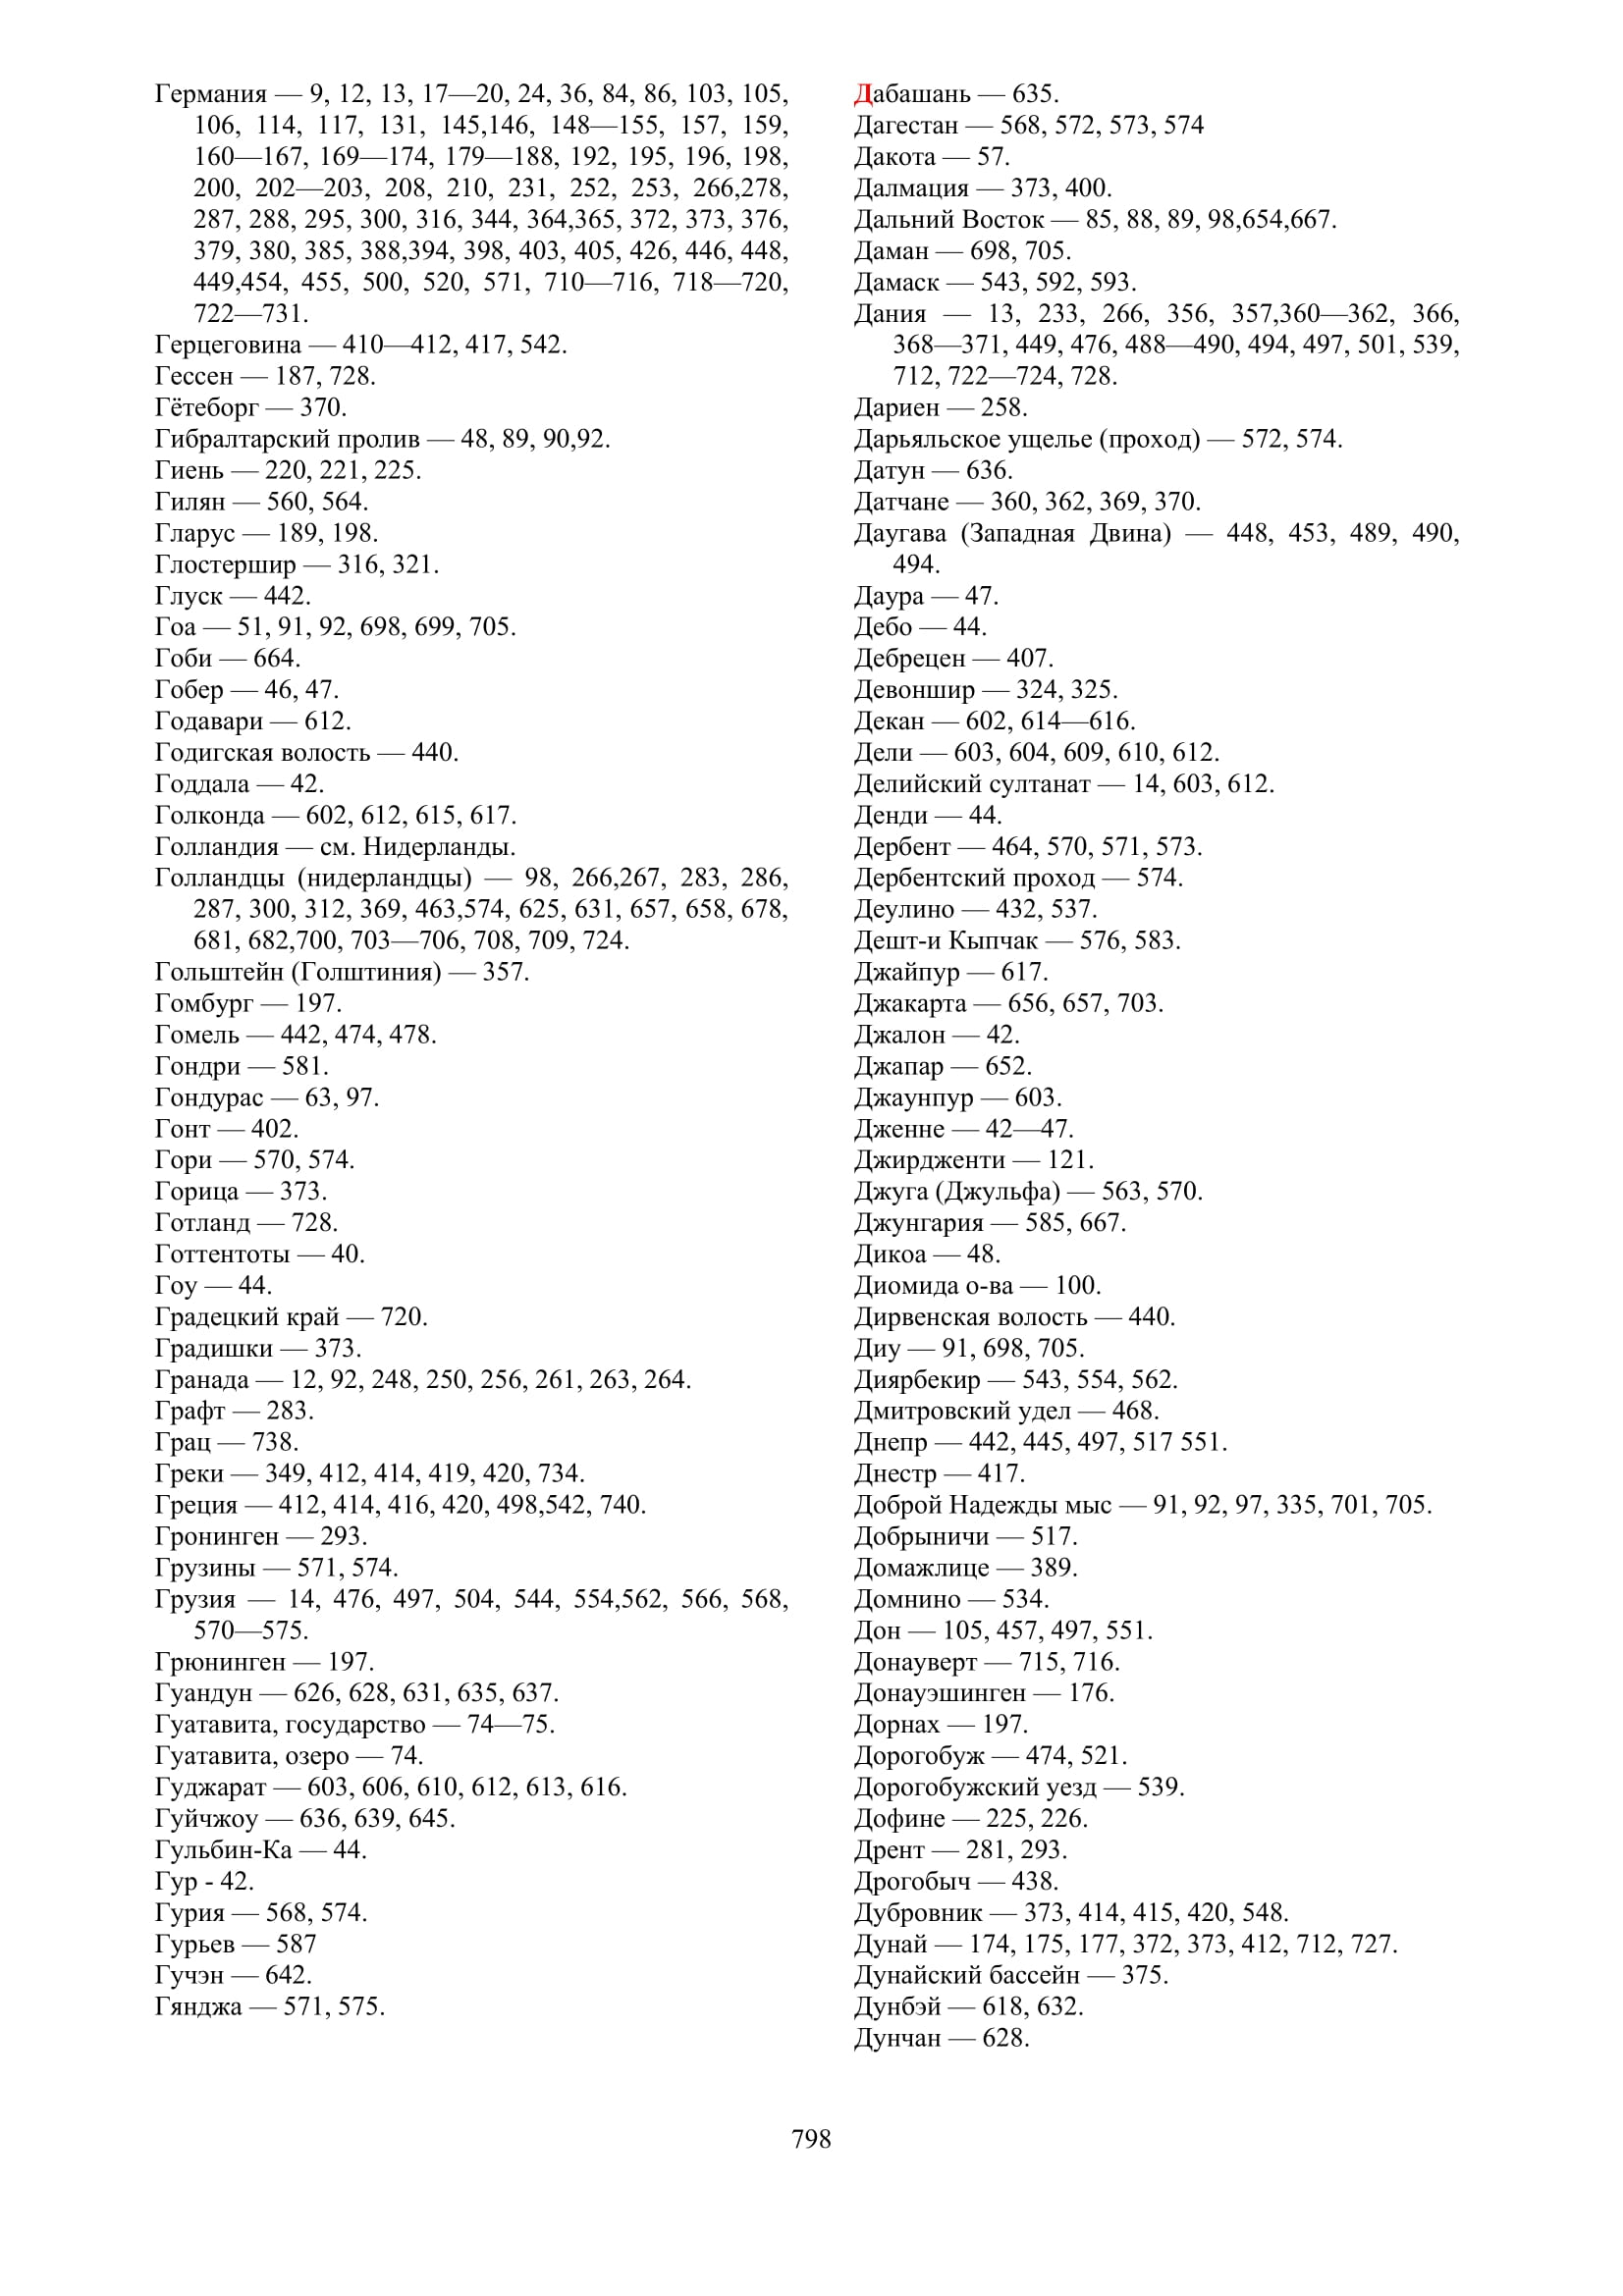 Германия — 9, 12, 13, 17—20, 24, 36, 84, 86, 103, 105,
106, 114, 117, 131, 145,146, 148—155, 157, 159,
160—167, 169—174, 179—188, 192, 195, 196, 198,
200, 202—203, 208, 210, 231, 252, 253, 266,278,
287, 288, 295, 300, 316, 344, 364,365, 372, 373, 376,
379, 380, 385, 388,394, 398, 403, 405, 426, 446, 448,
449,454, 455, 500, 520, 571, 710—716, 718—720,
722—731.
Герцеговина — 410—412, 417, 542.
Гессен — 187, 728.
Гётеборг — 370.
Гибралтарский пролив — 48, 89, 90,92.
Гиень — 220, 221, 225.
Гилян — 560, 564.
Гларус — 189, 198.
Глостершир — 316, 321.
Глуск — 442.
Гоа — 51, 91, 92, 698, 699, 705.
Гоби — 664.
Гобер — 46, 47.
Годавари — 612.
Годигская волость — 440.
Годдала — 42.
Голконда — 602, 612, 615, 617.
Голландия — см. Нидерланды.
Голландцы (нидерландцы) — 98, 266,267, 283, 286,
287, 300, 312, 369, 463,574, 625, 631, 657, 658, 678,
681, 682,700, 703—706, 708, 709, 724.
Гольштейн (Голштиния) — 357.
Гомбург — 197.
Гомель — 442, 474, 478.
Гондри — 581.
Гондурас — 63, 97.
Гонт — 402.
Гори — 570, 574.
Горица — 373.
Готланд — 728.
Готтентоты — 40.
Гоу — 44.
Градецкий край — 720.
Градишки — 373.
Гранада — 12, 92, 248, 250, 256, 261, 263, 264.
Графт — 283.
Грац — 738.
Греки — 349, 412, 414, 419, 420, 734.
Греция — 412, 414, 416, 420, 498,542, 740.
Гронинген — 293.
Грузины — 571, 574.
Грузия — 14, 476, 497, 504, 544, 554,562, 566, 568,
570—575.
Грюнинген — 197.
Гуандун — 626, 628, 631, 635, 637.
Гуатавита, государство — 74—75.
Гуатавита, озеро — 74.
Гуджарат — 603, 606, 610, 612, 613, 616.
Гуйчжоу — 636, 639, 645.
Гульбин-Ка — 44.
Гур - 42.
Гурия — 568, 574.
Гурьев — 587
Гучэн — 642.
Гянджа — 571, 575.
Дабашань — 635.
Дагестан — 568, 572, 573, 574
Дакота — 57.
Далмация — 373, 400.
Дальний Восток — 85, 88, 89, 98,654,667.
Даман — 698, 705.
Дамаск — 543, 592, 593.
Дания — 13, 233, 266, 356, 357,360—362, 366,
368—371, 449, 476, 488—490, 494, 497, 501, 539,
712, 722—724, 728.
Дариен — 258.
Дарьяльское ущелье (проход) — 572, 574.
Датун — 636.
Датчане — 360, 362, 369, 370.
Даугава (Западная Двина) — 448, 453, 489, 490,
494.
Даура — 47.
Дебо — 44.
Дебрецен — 407.
Девоншир — 324, 325.
Декан — 602, 614—616.
Дели — 603, 604, 609, 610, 612.
Делийский султанат — 14, 603, 612.
Денди — 44.
Дербент — 464, 570, 571, 573.
Дербентский проход — 574.
Деулино — 432, 537.
Дешт-и Кыпчак — 576, 583.
Джайпур — 617.
Джакарта — 656, 657, 703.
Джалон — 42.
Джапар — 652.
Джаунпур — 603.
Дженне — 42—47.
Джирдженти — 121.
Джуга (Джульфа) — 563, 570.
Джунгария — 585, 667.
Дикоа — 48.
Диомида о-ва — 100.
Дирвенская волость — 440.
Диу — 91, 698, 705.
Диярбекир — 543, 554, 562.
Дмитровский удел — 468.
Днепр — 442, 445, 497, 517 551.
Днестр — 417.
Доброй Надежды мыс — 91, 92, 97, 335, 701, 705.
Добрыничи — 517.
Домажлице — 389.
Домнино — 534.
Дон — 105, 457, 497, 551.
Донауверт — 715, 716.
Донауэшинген — 176.
Дорнах — 197.
Дорогобуж — 474, 521.
Дорогобужский уезд — 539.
Дофине — 225, 226.
Дрент — 281, 293.
Дрогобыч — 438.
Дубровник — 373, 414, 415, 420, 548.
Дунай — 174, 175, 177, 372, 373, 412, 712, 727.
Дунайский бассейн — 375.
Дунбэй — 618, 632.
Дунчан — 628.
798